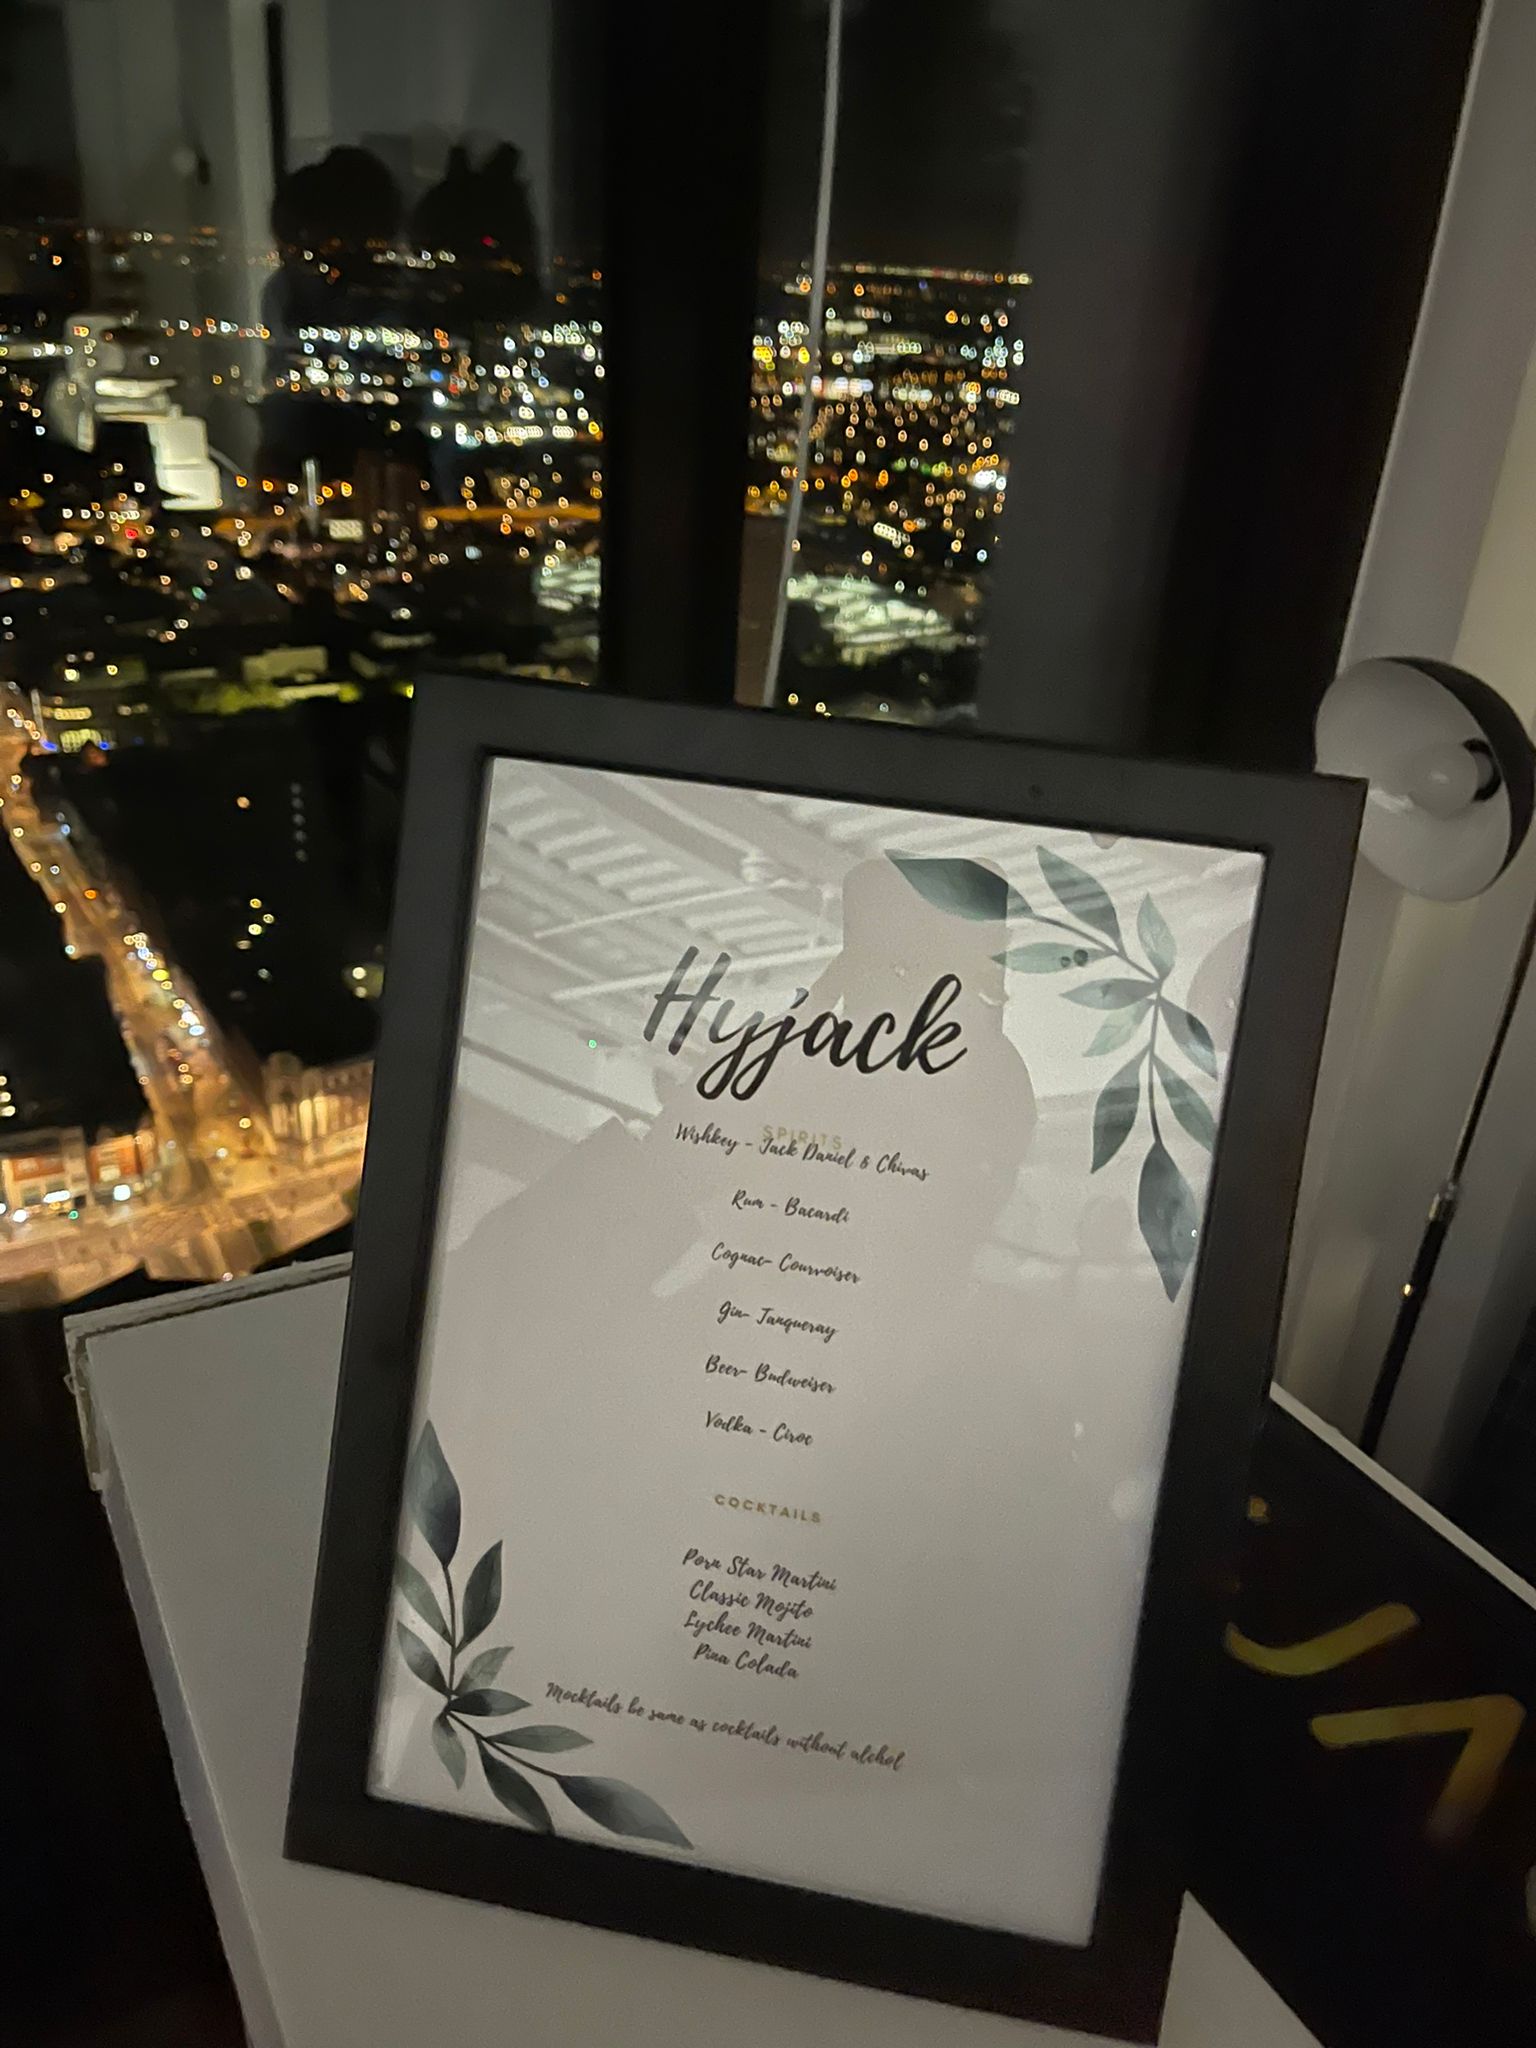 Hyjack
SPIRITS
Wishkey - Jack Daniel & Chivas
Rum - Bacardi
Cognac- Courvoiser
Gin- Tanqueray
Beer- Budweiser
Vodka - Ciroc
COCKTAILS
Porn Star Martini
Classic Mojito
Lychee Martini
Pina Colada
Mocktails be same as cocktails without alchol